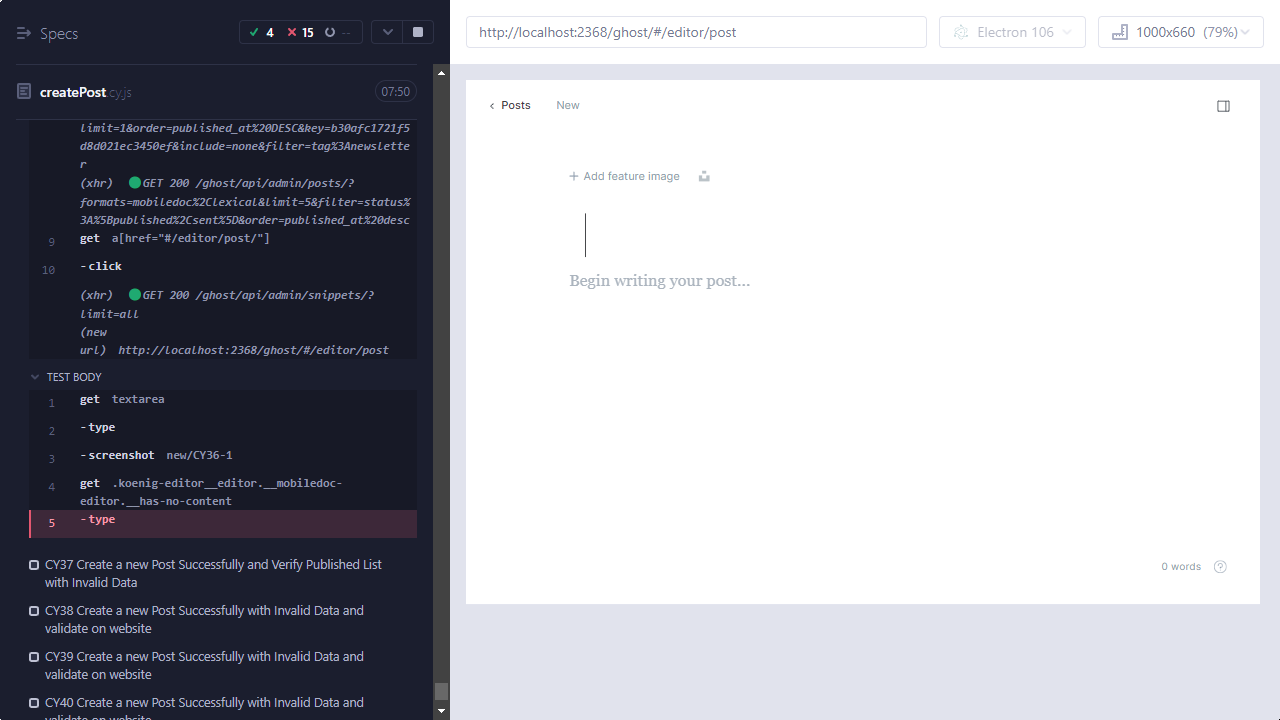 Specs
4 15 --
createPost.cy.js 07:50
limit=1&order=published_at%20DESC&key=b30afc1721f5
d8d021ec3450ef&include=none&filter=tag%3Anewslette
r
(xhr) GET 200 /ghost/api/admin/posts/?
formats=mobiledoc%2Clexical&limit=5&filter=status%
3A%5Bpublished%2Csent%5D&order=published_at%20desc
9 get a[href="#/editor/post/"]
10 -click
(xhr) GET 200 /ghost/api/admin/snippets/?
limit=all
(new
url) http://localhost:2368/ghost/#/editor/post
TEST BODY
1 get textarea
2 -type
3 -screenshot new/CY36-1
4 get .koenig-editor__editor.__mobiledoc-
editor.__has-no-content
5 -type
CY37 Create a new Post Successfully and Verify Published List
with Invalid Data
CY38 Create a new Post Successfully with Invalid Data and
validate on website
CY39 Create a new Post Successfully with Invalid Data and
validate on website
CY40 Create a new Post Successfully with Invalid Data and
validate on website
http://localhost:2368/ghost/#/editor/post
Electron 106
1000x660 (79%)
Posts New
Add feature image
Begin writing your post...
0 words ?